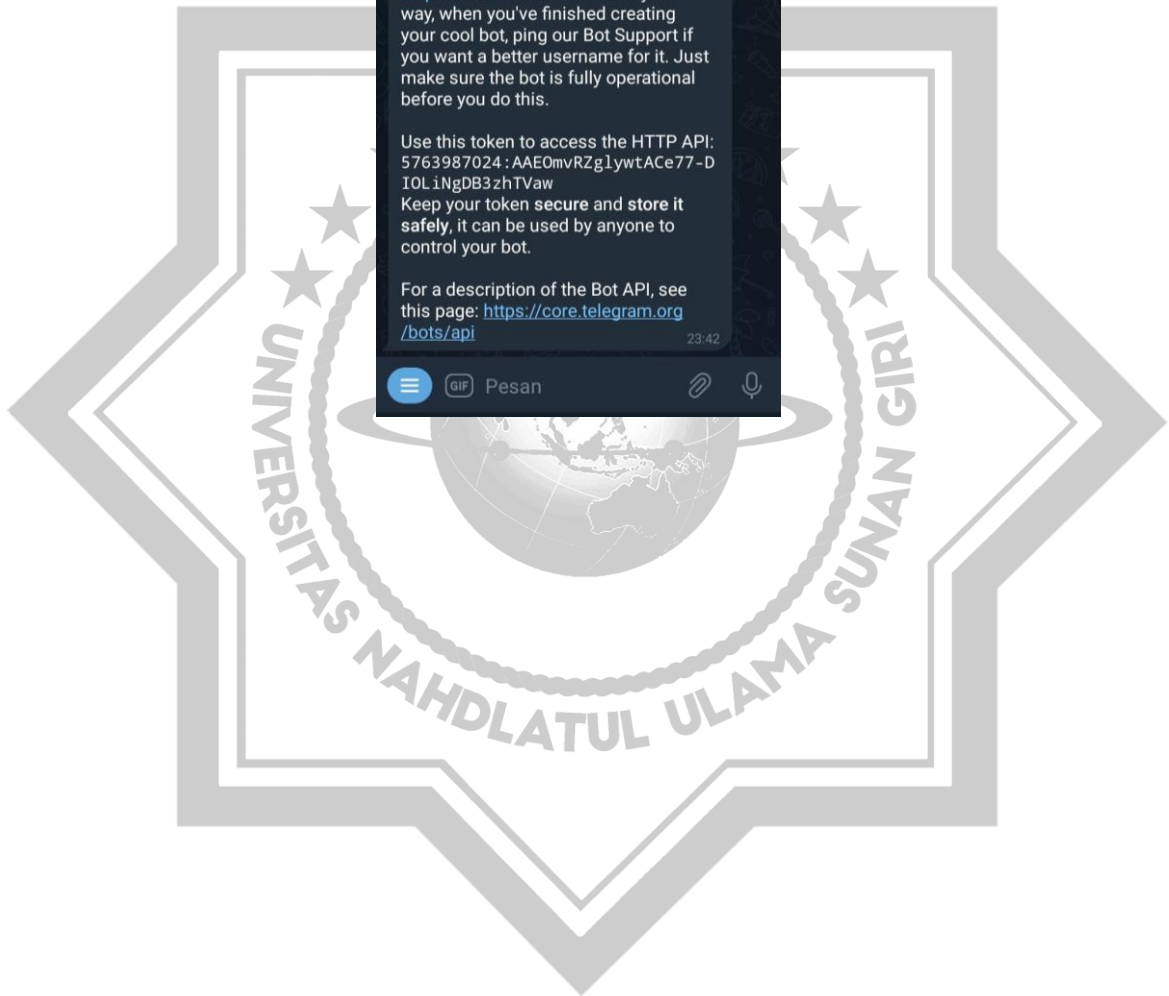 way, when you've finished creating
your cool bot, ping our Bot Support if
you want a better username for it. Just
make sure the bot is fully operational
before you do this.
Use this token to access the HTTP API:
5763987024:AAEOmvRZglywtACe77-D
IOLiNgDB3zhTVaw
Keep your token secure and store it
safely, it can be used by anyone to
control your bot.
For a description of the Bot API, see
this page: https://core.telegram.org
/bots/api
23:42
GIF Pesan
UNIVERSITAS NAHDLATUL ULAMA SUNAN GIRI